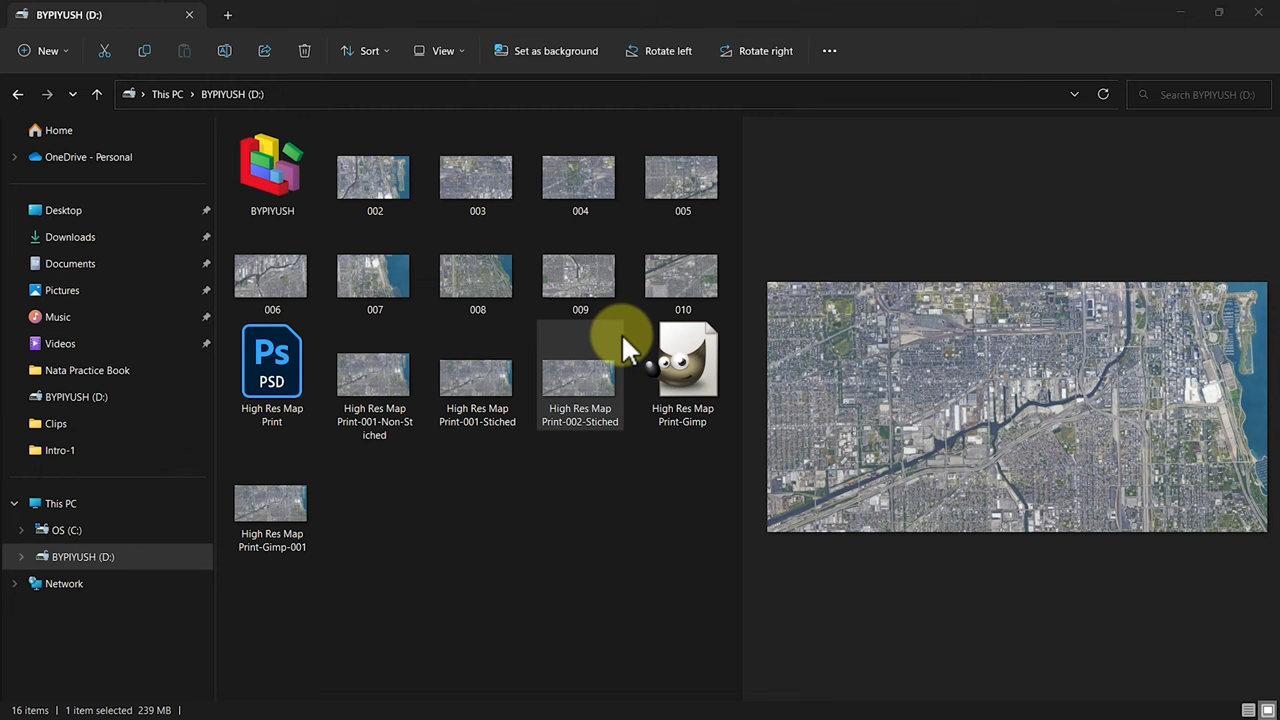 BYPIYUSH (D:)
New
Sort
View
Set as background
Rotate left
Rotate right
This PC
BYPIYUSH (D:)
Search BYPIYUSH (D:)
Home
OneDrive - Personal
Desktop
Downloads
Documents
Pictures
Music
Videos
Nata Practice Book
BYPIYUSH (D:)
Clips
Intro-1
This PC
OS (C:)
BYPIYUSH (D:)
Network
BYPIYUSH
002
003
004
005
006
007
008
009
010
Ps
PSD
High Res Map
Print
High Res Map
Print-001-Non-St
iched
High Res Map
Print-001-Stiched
High Res Map
Print-002-Stiched
High Res Map
Print-Gimp
High Res Map
Print-Gimp-001
16 items
1 item selected 239 MB